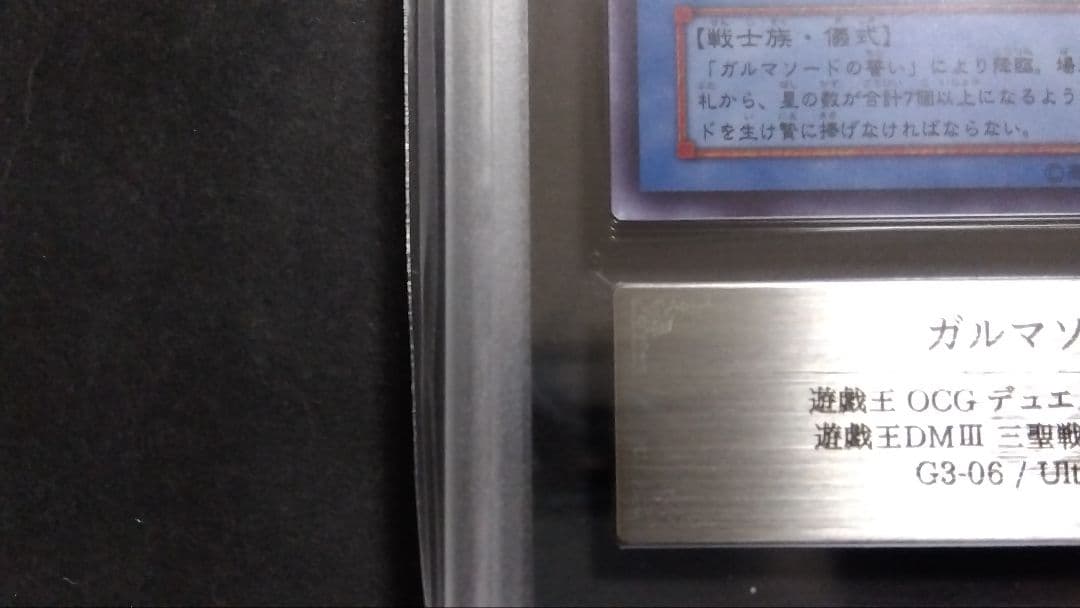 【戦士族・儀式】
「ガルマソードの誓い」により降臨。場
札から、星の数が合計7個以上になるよう
ドを生け贄に捧げなければならない。
©
ガルマソ
遊戯王 OCG デュエ
遊戯王DMⅢ 三聖戦
G3-06 / Ult